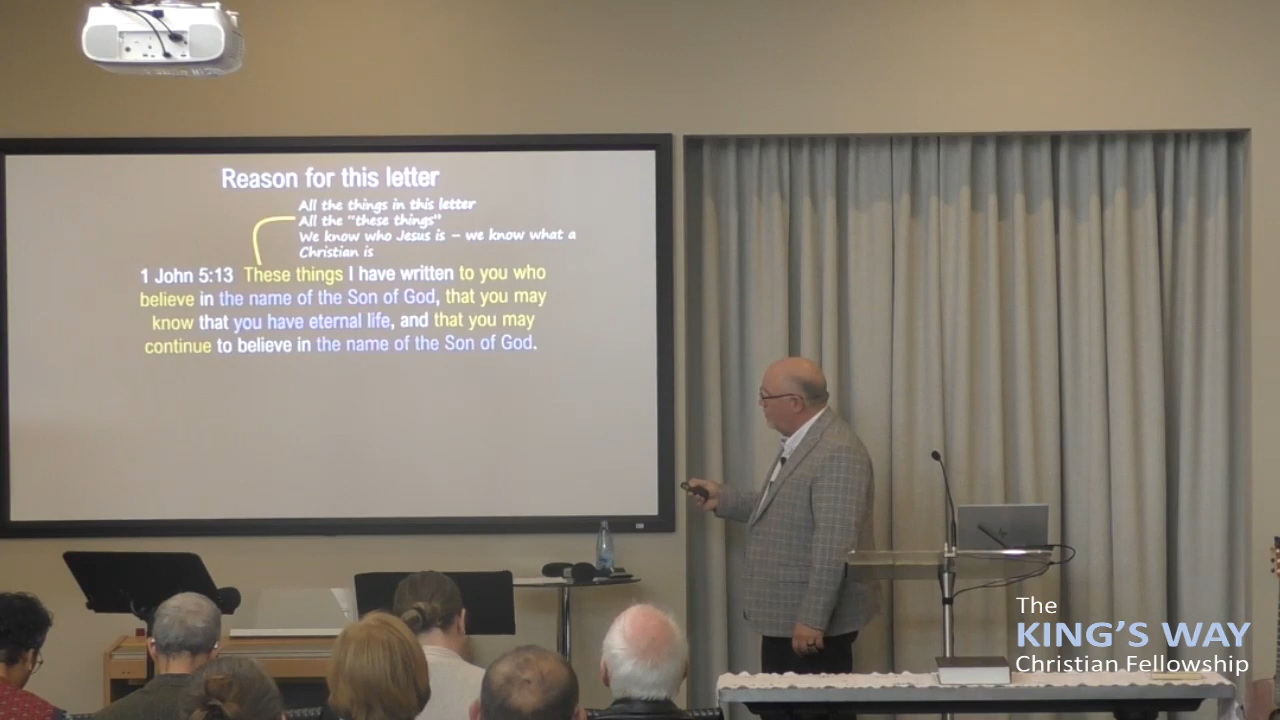 Reason for this letter
All the things in this letter
All the "these things"
We know who Jesus is – we know what a
Christian is
1 John 5:13 These things I have written to you who
believe in the name of the Son of God, that you may
know that you have eternal life, and that you may
continue to believe in the name of the Son of God.
The
KING'S WAY
Christian Fellowship